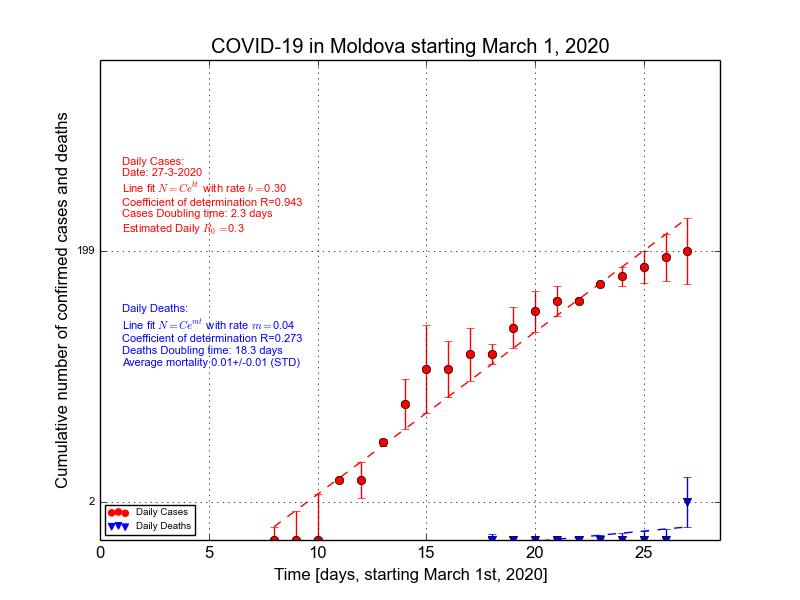 COVID-19 in Moldova starting March 1, 2020
Cumulative number of confirmed cases and deaths
199
2
Daily Cases:
Date: 27-3-2020
Line fit N = Ce^{bt} with rate b =0.30
Coefficient of determination R=0.943
Cases Doubling time: 2.3 days
Estimated Daily R_0 =0.3
Daily Deaths:
Line fit N = Ce^{mt} with rate m =0.04
Coefficient of determination R=0.273
Deaths Doubling time: 18.3 days
Average mortality:0.01+/-0.01 (STD)
Daily Cases
Daily Deaths
0 5 10 15 20 25
Time [days, starting March 1st, 2020]